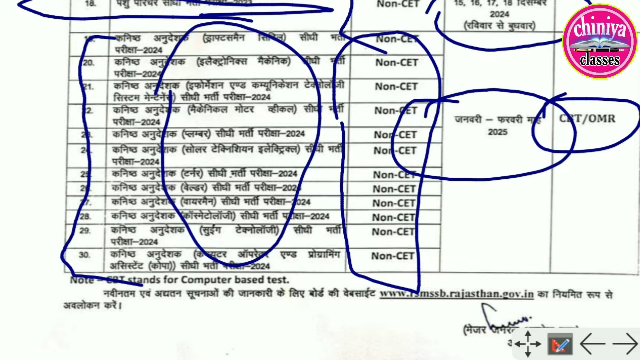 18. पशु परिचर सीधी भर्ती परीक्षा–2023 Non-CET 15, 16, 17, 18 दिसम्बर
2024
(रविवार से बुधवार)
chiniya
classes
19. कनिष्ठ अनुदेशक (ड्राफ्टसमैन सिविल) सीधी भर्ती Non-CET
परीक्षा–2024
20. कनिष्ठ अनुदेशक (इलैक्ट्रोनिक्स मैकेनिक) सीधी भर्ती Non-CET
परीक्षा–2024
21. कनिष्ठ अनुदेशक (इंफोर्मेशन एण्ड कम्यूनिकेशन टेक्नोलॉजी Non-CET
सिस्टम मेन्टेनेंस) सीधी भर्ती परीक्षा–2024
22. कनिष्ठ अनुदेशक (मैकेनिकल मोटर व्हीकल) सीधी भर्ती Non-CET
परीक्षा–2024
जनवरी – फरवरी माह
2025
CBT/OMR
23. कनिष्ठ अनुदेशक (प्लम्बर) सीधी भर्ती परीक्षा–2024 Non-CET
24. कनिष्ठ अनुदेशक (सोलर टेक्निशियन इलेक्ट्रिकल) सीधी भर्ती Non-CET
परीक्षा–2024
25. कनिष्ठ अनुदेशक (टर्नर) सीधी भर्ती परीक्षा–2024 Non-CET
26. कनिष्ठ अनुदेशक (वेल्डर) सीधी भर्ती परीक्षा–2024 Non-CET
27. कनिष्ठ अनुदेशक (वायरमैन) सीधी भर्ती परीक्षा–2024 Non-CET
28. कनिष्ठ अनुदेशक (कॉस्मेटोलॉजी) सीधी भर्ती परीक्षा–2024 Non-CET
29. कनिष्ठ अनुदेशक (सुईंग टेक्नोलॉजी) सीधी भर्ती Non-CET
परीक्षा–2024
30. कनिष्ठ अनुदेशक (कम्प्यूटर ऑपरेटर एण्ड प्रोग्रामिंग Non-CET
असिस्टेंट (कोपा)) सीधी भर्ती परीक्षा–2024
Note – CBT stands for Computer based test.
नवीनतम एवं अद्यतन सूचनाओं की जानकारी के लिए बोर्ड की वेबसाईट www.rsmssb.rajasthan.gov.in का नियमित रूप से
अवलोकन करें।
(मेजर जनरल